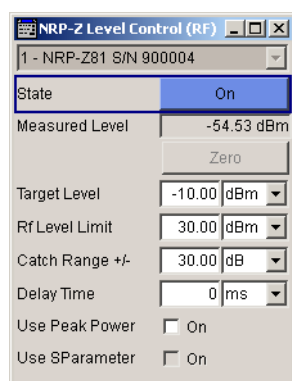 NRP-Z Level Control (RF)
1 - NRP-Z81 S/N 900004
State On
Measured Level -54.53 dBm
Zero
Target Level -10.00 dBm
Rf Level Limit 30.00 dBm
Catch Range +/- 30.00 dB
Delay Time 0 ms
Use Peak Power On
Use SParameter On